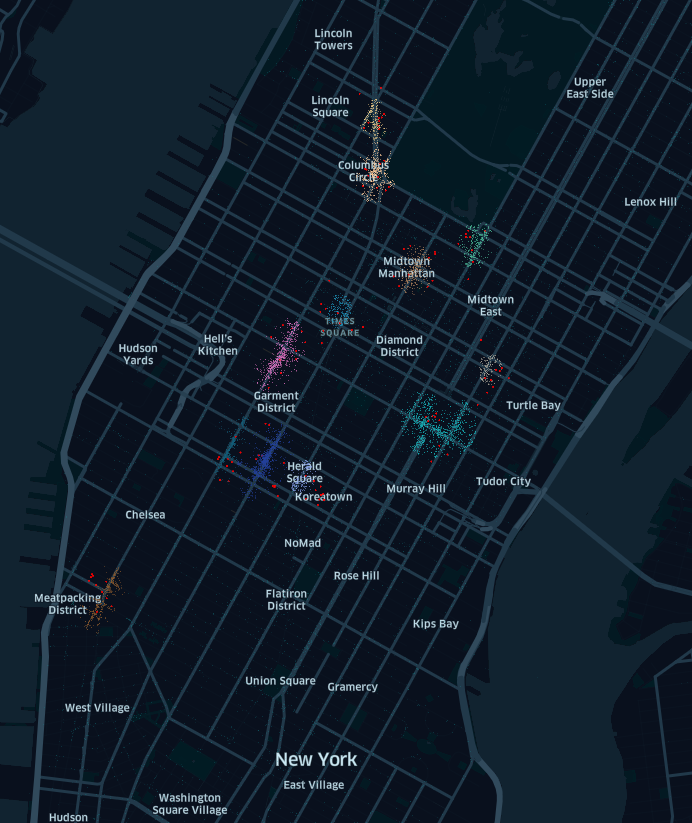 Lincoln
Towers
Upper
East Side
Lincoln
Square
Columbus
Circle
Lenox Hill
Midtown
Manhattan
Midtown
East
TIMES
SQUARE
Hell's
Kitchen
Diamond
District
Hudson
Yards
Garment
District
Turtle Bay
Herald
Square
Koreatown
Murray Hill
Tudor City
Chelsea
NoMad
Rose Hill
Meatpacking
District
Flatiron
District
Kips Bay
Union Square
Gramercy
West Village
New York
East Village
Washington
Square Village
Hudson